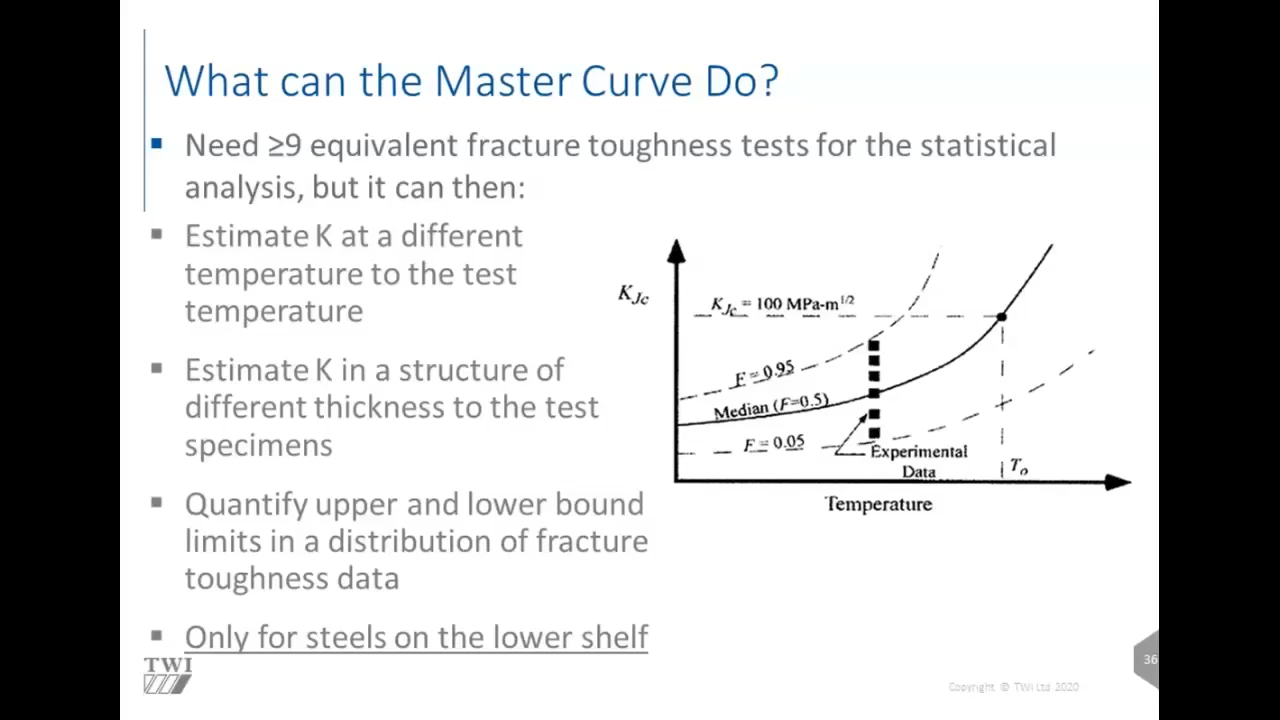 What can the Master Curve Do?
▪ Need ≥9 equivalent fracture toughness tests for the statistical
analysis, but it can then:
▪ Estimate K at a different
temperature to the test
temperature
▪ Estimate K in a structure of
different thickness to the test
specimens
▪ Quantify upper and lower bound
limits in a distribution of fracture
toughness data
▪ Only for steels on the lower shelf
K_Jc
K_Jc = 100 MPa-m^1/2
F = 0.95
Median (F=0.5)
F = 0.05
Experimental
Data
T_o
Temperature
TWI
Copyright © TWI Ltd 2020
36